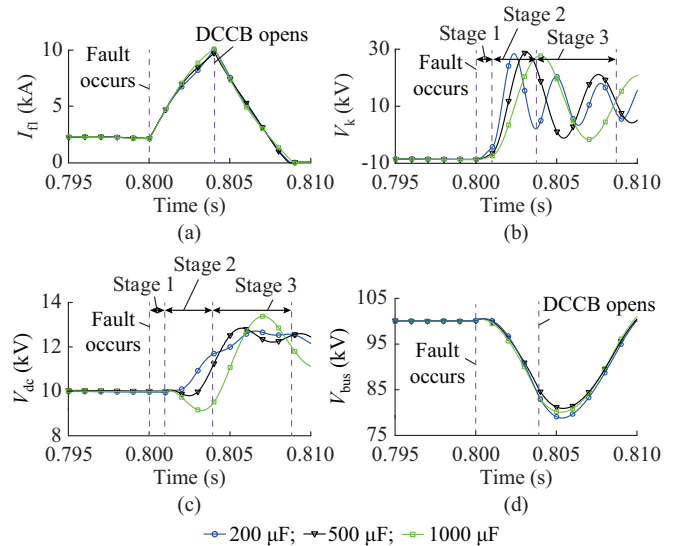 DCCB opens
Fault
occurs
10
5
0
I_fl (kA)
0.795 0.800 0.805 0.810
Time (s)
(a)
Stage 2
Stage 1
Stage 3
Fault
occurs
30
10
-10
V_k (kV)
0.795 0.800 0.805 0.810
Time (s)
(b)
Stage 2
Stage 1
Stage 3
Fault
occurs
14
12
10
8
V_dc (kV)
0.795 0.800 0.805 0.810
Time (s)
(c)
DCCB opens
Fault
occurs
105
95
85
75
V_bus (kV)
0.795 0.800 0.805 0.810
Time (s)
(d)
200 μF; 500 μF; 1000 μF